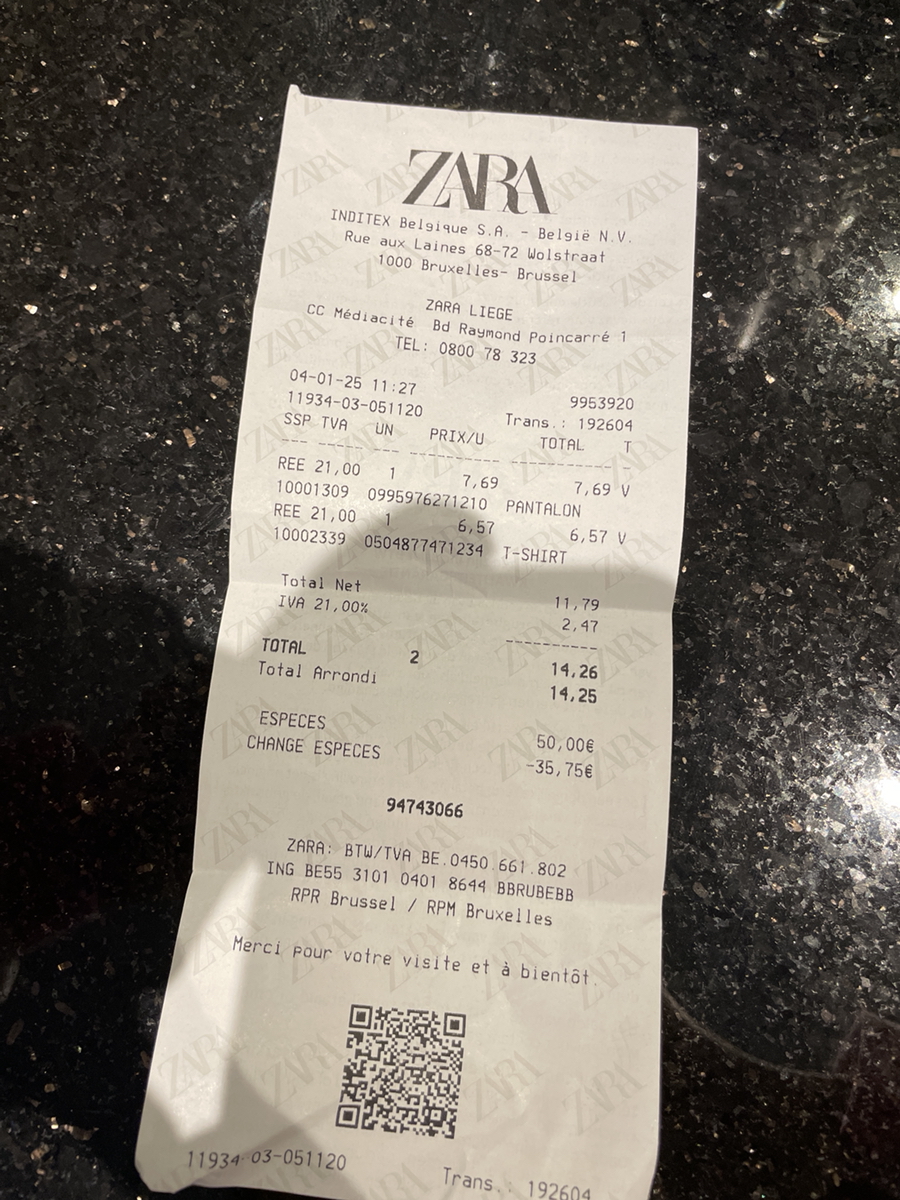 ZARA
INDITEX Belgique S.A. - België N.V.
Rue aux Laines 68-72 Wolstraat
1000 Bruxelles- Brussel
ZARA LIEGE
CC Médiacité Bd Raymond Poincarré 1
TEL: 0800 78 323
04-01-25 11:27 9953920
11934-03-051120 Trans.: 192604
SSP TVA UN PRIX/U TOTAL T
REE 21,00 1 7,69 7,69 V
10001309 0995976271210 PANTALON
REE 21,00 1 6,57 6,57 V
10002339 0504877471234 T-SHIRT
Total Net 11,79
IVA 21,00% 2,47
TOTAL 2 14,26
Total Arrondi 14,25
ESPECES 50,00€
CHANGE ESPECES -35,75€
94743066
ZARA: BTW/TVA BE.0450.661.802
ING BE55 3101 0401 8644 BBRUBEBB
RPR Brussel / RPM Bruxelles
Merci pour votre visite et à bientôt.
11934-03-051120 Trans.: 192604